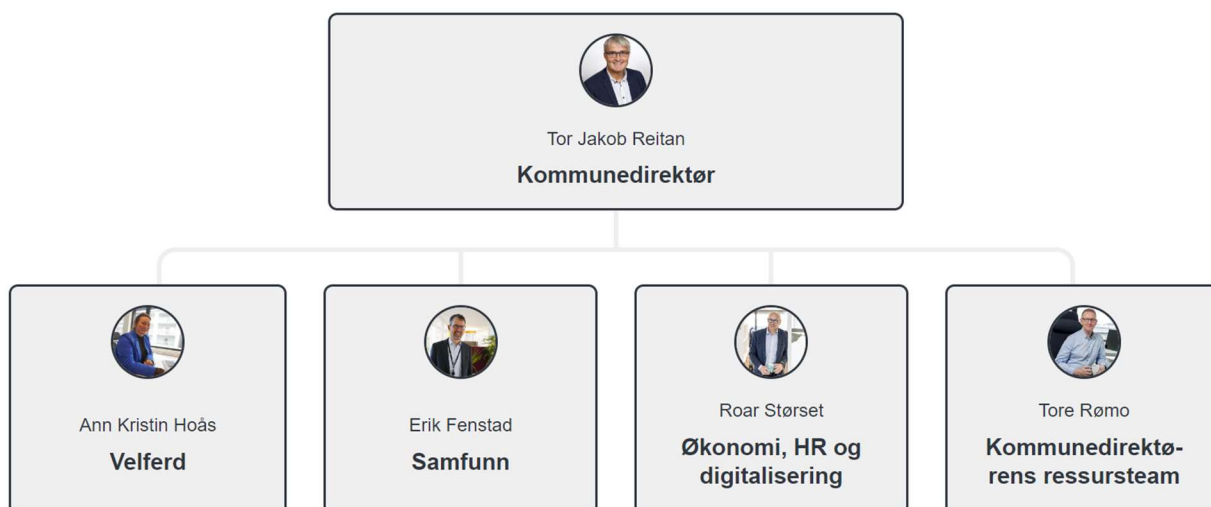 Tor Jakob Reitan
Kommunedirektør
Ann Kristin Hoås
Velferd
Erik Fenstad
Samfunn
Roar Størset
Økonomi, HR og
digitalisering
Tore Rømo
Kommunedirektø-
rens ressursteam